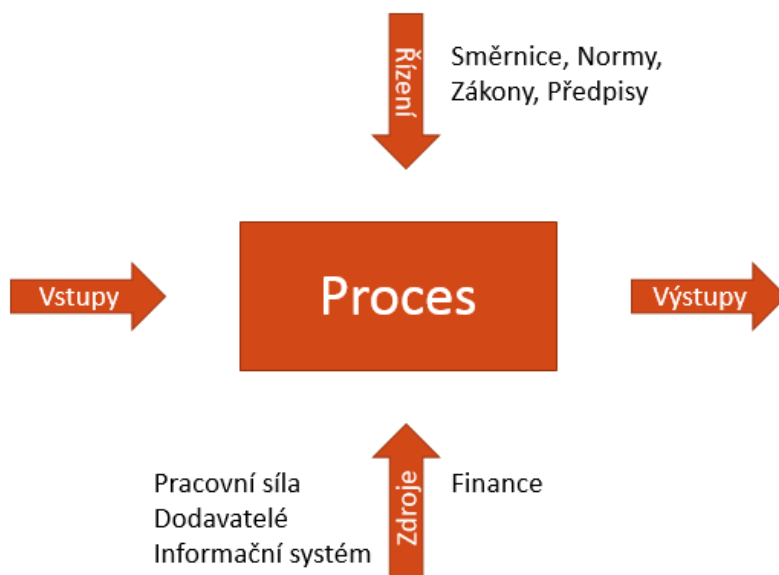 Řízení
Směrnice, Normy,
Zákony, Předpisy
Vstupy
Proces
Výstupy
Pracovní síla
Dodavatelé
Informační systém
Zdroje
Finance